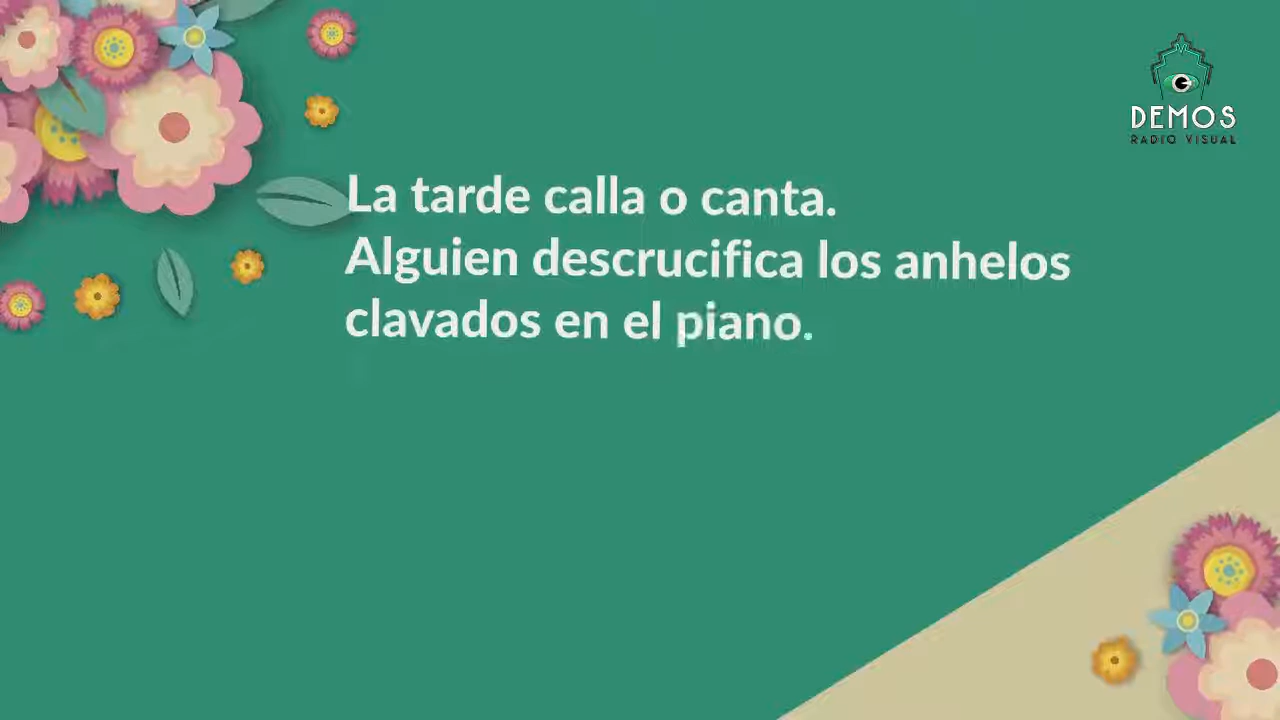 DEMOS
RADIO VISUAL
La tarde calla o canta.
Alguien descrucifica los anhelos
clavados en el piano.